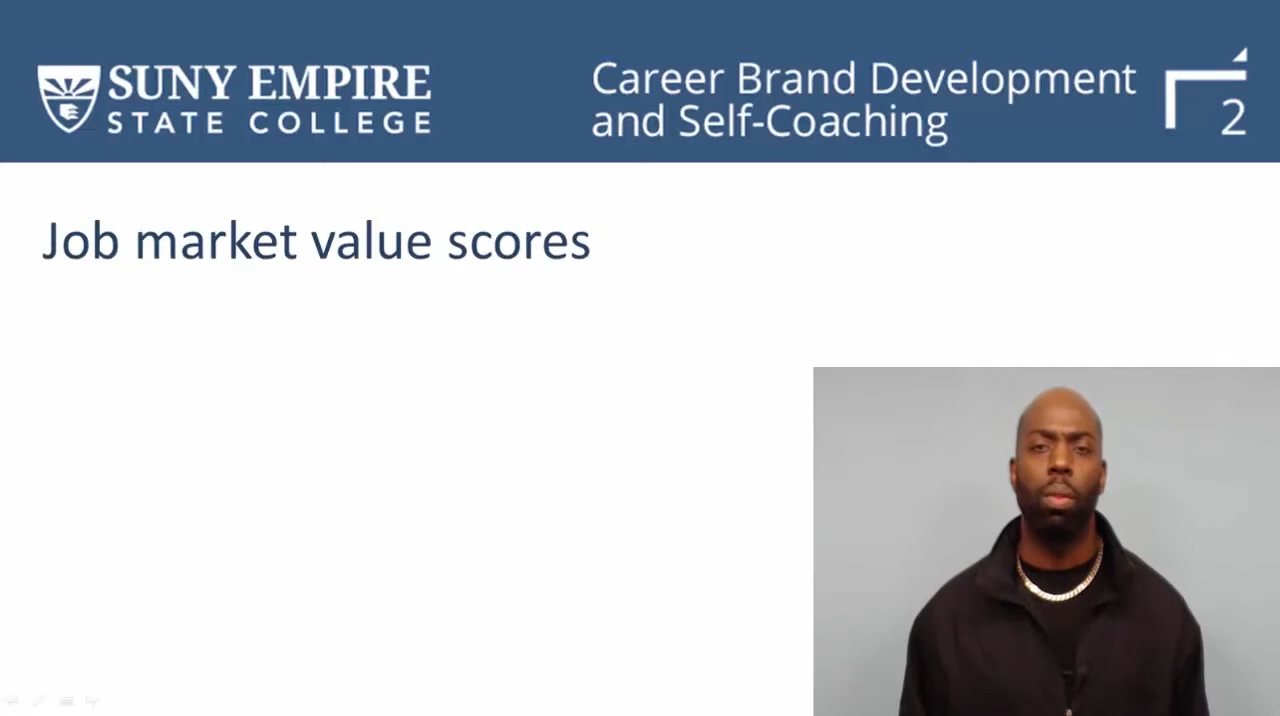 SUNY EMPIRE
STATE COLLEGE
Career Brand Development
and Self-Coaching
2
Job market value scores